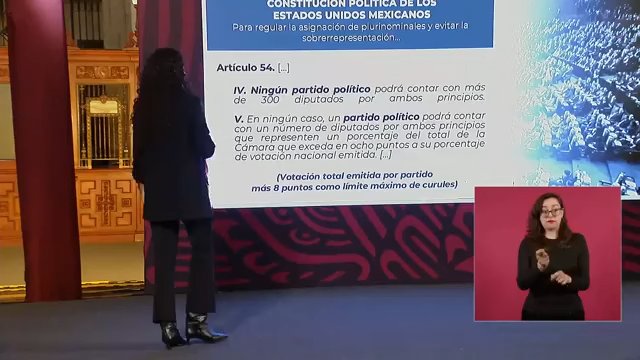 CONSTITUCIÓN POLÍTICA DE LOS
ESTADOS UNIDOS MEXICANOS
Para regular la asignación de plurinominales y evitar la
sobrerrepresentación...
Artículo 54. [...]
IV. Ningún partido político podrá contar con más
de 300 diputados por ambos principios.
V. En ningún caso, un partido político podrá contar
con un número de diputados por ambos principios
que representen un porcentaje del total de la
Cámara que exceda en ocho puntos a su porcentaje
de votación nacional emitida. [...]
(Votación total emitida por partido
más 8 puntos como límite máximo de curules)